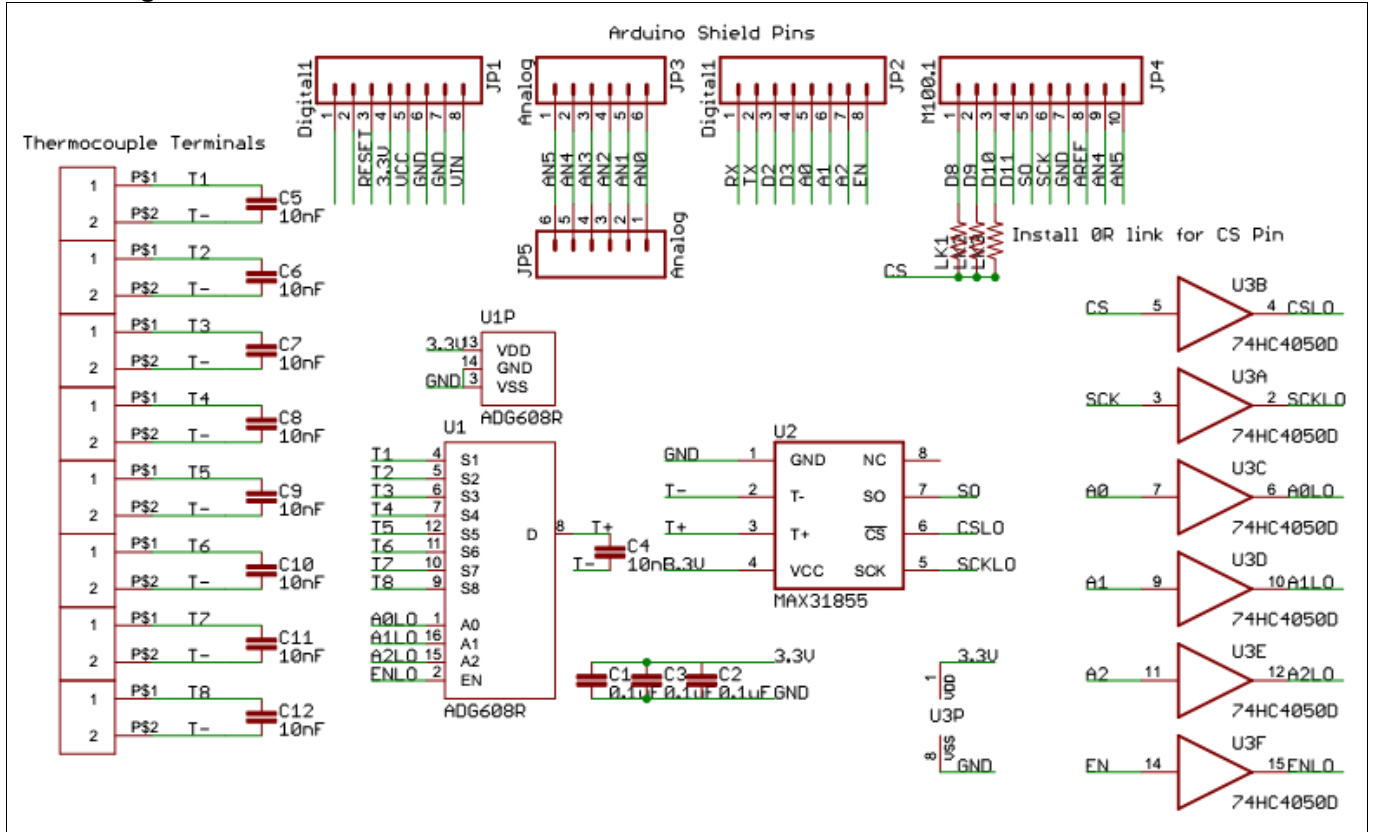 Arduino Shield Pins
Digital1
JP1
1 2 3 4 5 6 7 8
RESET 3.3V VCC GND GND VIN
Analog
JP3
1 2 3 4 5 6
AN5 AN4 AN3 AN2 AN1 AN0
6 5 4 3 2 1
JP5
Analog
Digital1
JP2
1 2 3 4 5 6 7 8
RX TX D2 D3 A0 A1 A2 EN
M100.1
JP4
1 2 3 4 5 6 7 8 9 10
D8 D9 D10 D11 SO SCK GND AREF AN4 AN5
LK1
Install 0R link for CS Pin
CS
Thermocouple Terminals
1 P$1 T1
C5
10nF
2 P$2 T-
1 P$1 T2
C6
10nF
2 P$2 T-
1 P$1 T3
C7
10nF
2 P$2 T-
1 P$1 T4
C8
10nF
2 P$2 T-
1 P$1 T5
C9
10nF
2 P$2 T-
1 P$1 T6
C10
10nF
2 P$2 T-
1 P$1 T7
C11
10nF
2 P$2 T-
1 P$1 T8
C12
10nF
2 P$2 T-
U1P
3.3V 13 VDD
14 GND
GND 3 VSS
ADG608R
U1
T1 4 S1
T2 5 S2
T3 6 S3
T4 7 S4
T5 12 S5
T6 11 S6
T7 10 S7
T8 9 S8
D 8 T+
C4
T- 10nF
A0LO 1 A0
A1LO 16 A1
A2LO 15 A2
ENLO 2 EN
ADG608R
U2
GND 1 GND NC 8
T- 2 T- SO 7 SO
T+ 3 T+ CS 6 CSLO
3.3V 4 VCC SCK 5 SCKLO
MAX31855
3.3V
C1 C3 C2
0.1uF 0.1uF 0.1uF GND
3.3V
1 VDD
U3P
8 VSS
GND
U3B
CS 5 4 CSLO
74HC4050D
U3A
SCK 3 2 SCKLO
74HC4050D
U3C
A0 7 6 A0LO
74HC4050D
U3D
A1 9 10 A1LO
74HC4050D
U3E
A2 11 12 A2LO
74HC4050D
U3F
EN 14 15 ENLO
74HC4050D